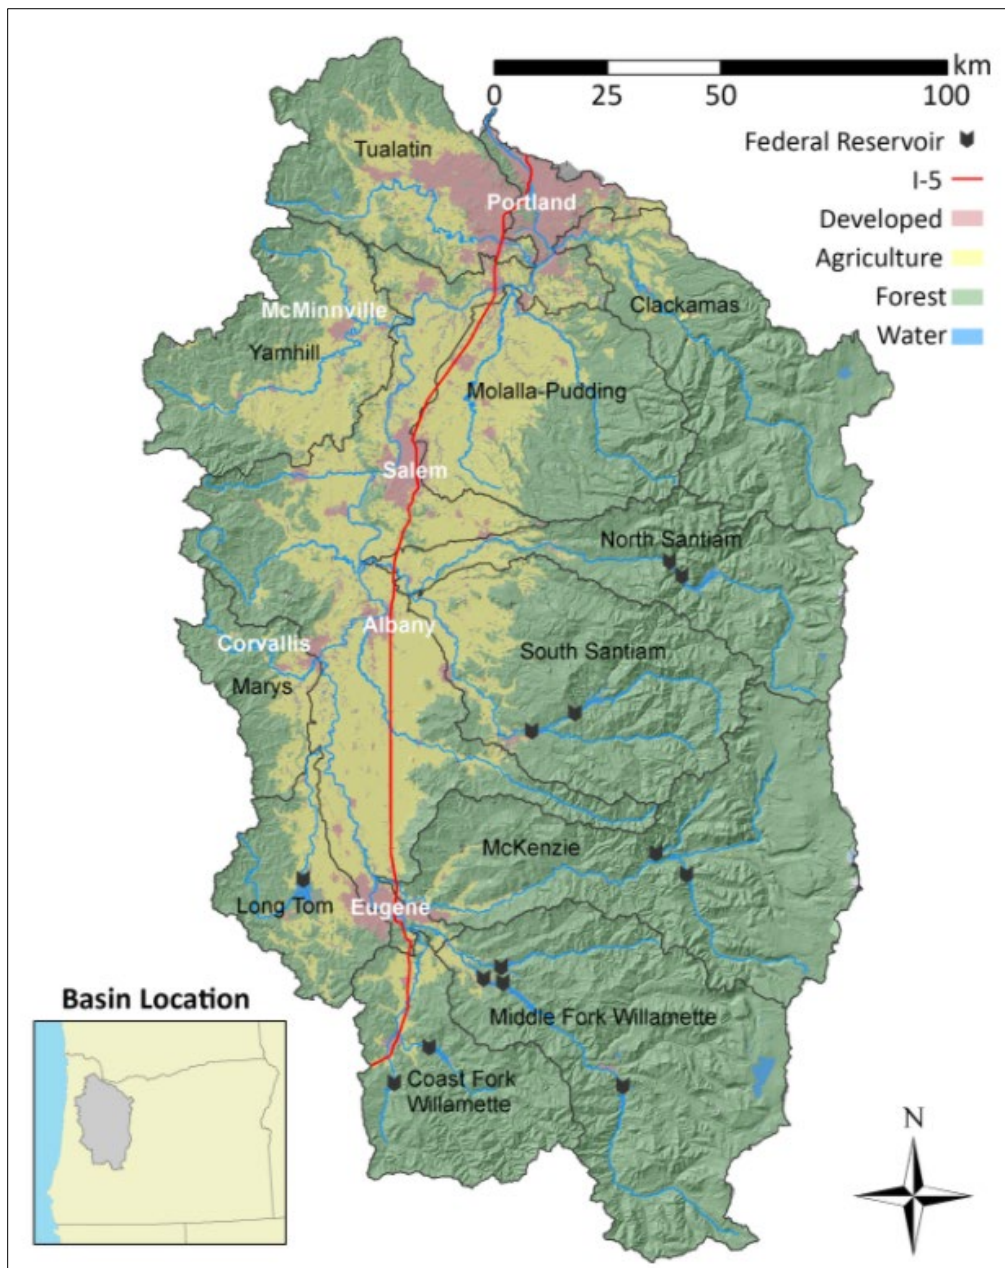 km
0 25 50 100
Federal Reservoir
I-5
Developed
Agriculture
Forest
Water
Tualatin
Portland
Clackamas
McMinnville
Yamhill
Molalla-Pudding
Salem
North Santiam
Albany
Corvallis
South Santiam
Marys
McKenzie
Long Tom
Eugene
Middle Fork Willamette
Coast Fork
Willamette
Basin Location
N